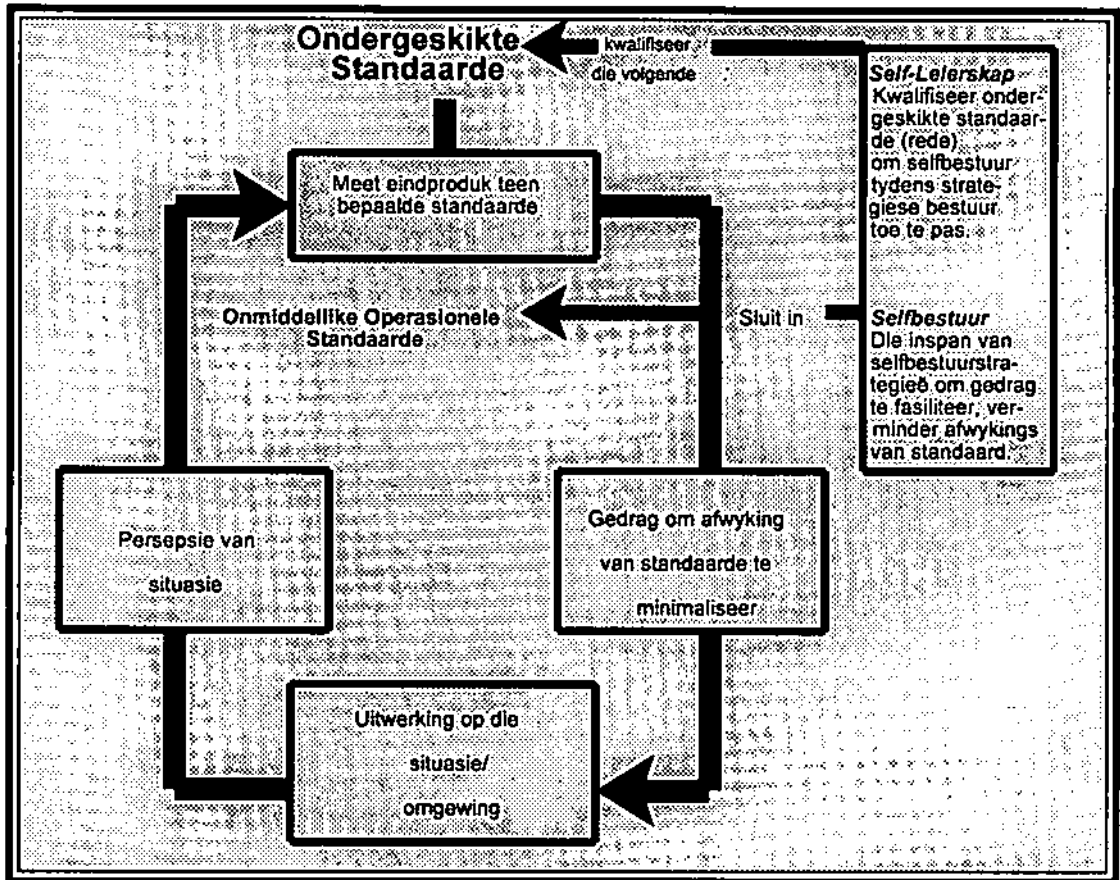 Ondergeskikte
Standaarde
kwalifiseer
die volgende
Self-Leierskap
Kwalifiseer onder-
geskikte standaar-
de (rede)
om selfbestuur
tydens strate-
giese bestuur
toe te pas.
Meet eindproduk teen
bepaalde standaarde
Onmiddellike Operasionele
Standaarde
Sluit in
Selfbestuur
Die inspan van
selfbestuurstra-
tegieë om gedrag
te fasiliteer, ver-
minder afwykings
van standaard.
Persepsie van
situasie
Gedrag om afwyking
van standaarde te
minimaliseer
Uitwerking op die
situasie/
omgewing